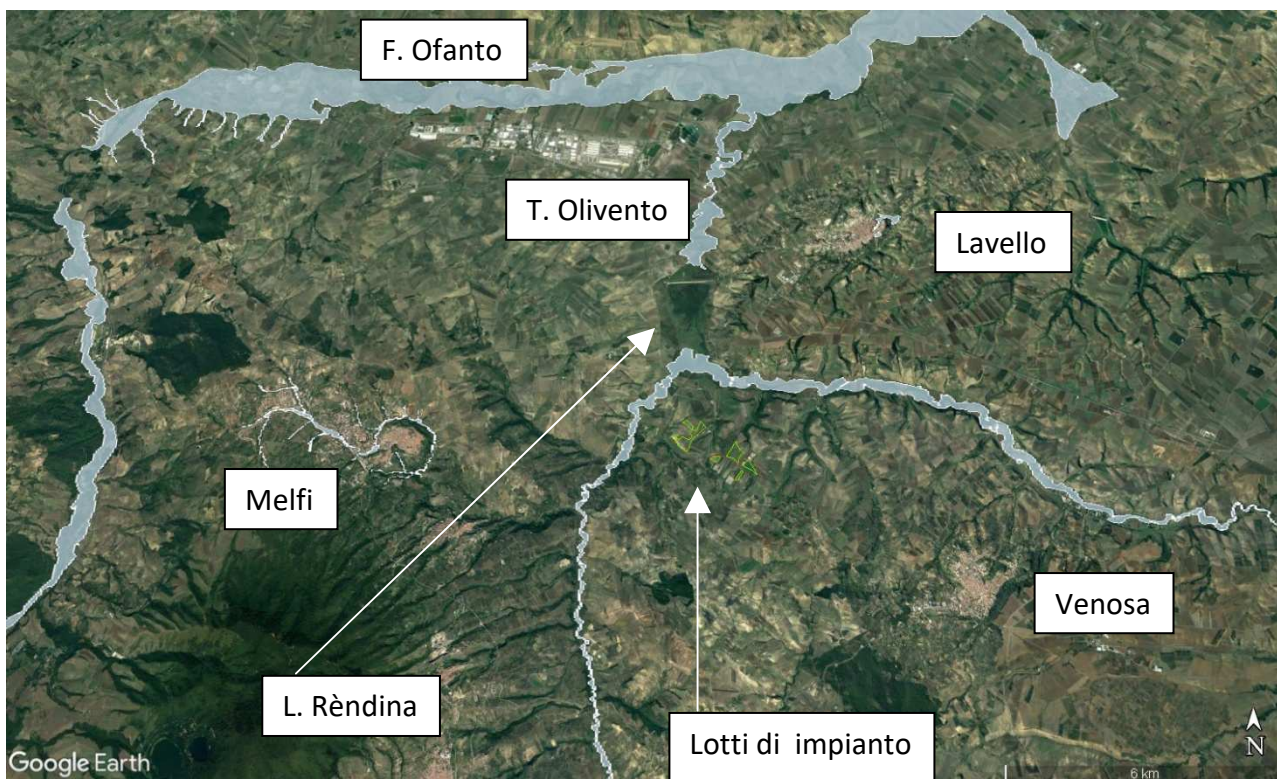 F. Ofanto
T. Olivento
Lavello
Melfi
Venosa
L. Rèndina
Lotti di impianto
N
Google Earth
6 km